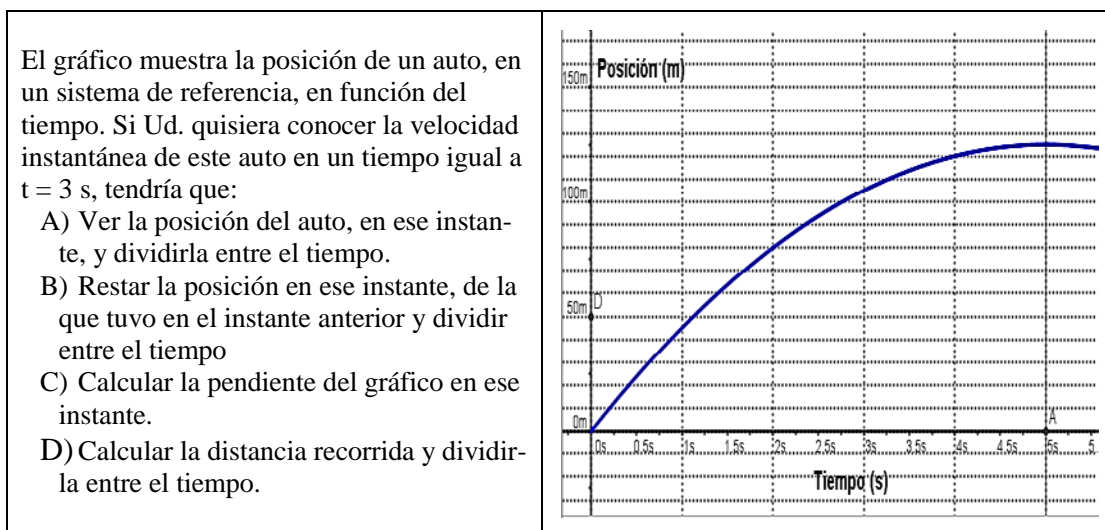 El gráfico muestra la posición de un auto, en
un sistema de referencia, en función del
tiempo. Si Ud. quisiera conocer la velocidad
instantánea de este auto en un tiempo igual a
t = 3 s, tendría que:
A) Ver la posición del auto, en ese instan-
te, y dividirla entre el tiempo.
B) Restar la posición en ese instante, de la
que tuvo en el instante anterior y dividir
entre el tiempo
C) Calcular la pendiente del gráfico en ese
instante.
D) Calcular la distancia recorrida y dividir-
la entre el tiempo.
Posición (m)
150m
100m
50m D
0m A
0s 0.5s 1s 1.5s 2s 2.5s 3s 3.5s 4s 4.5s 5s 5.
Tiempo (s)